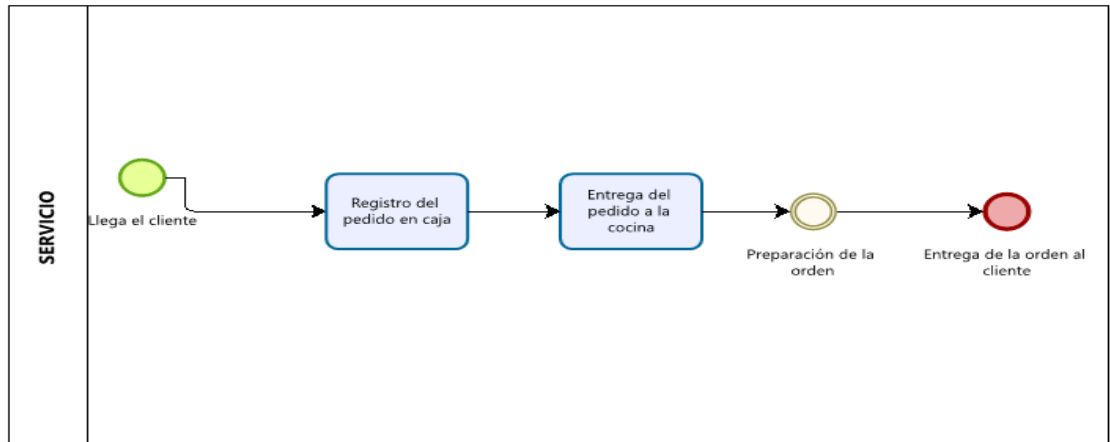 SERVICIO
Llega el cliente
Registro del
pedido en caja
Entrega del
pedido a la
cocina
Preparación de la
orden
Entrega de la orden al
cliente